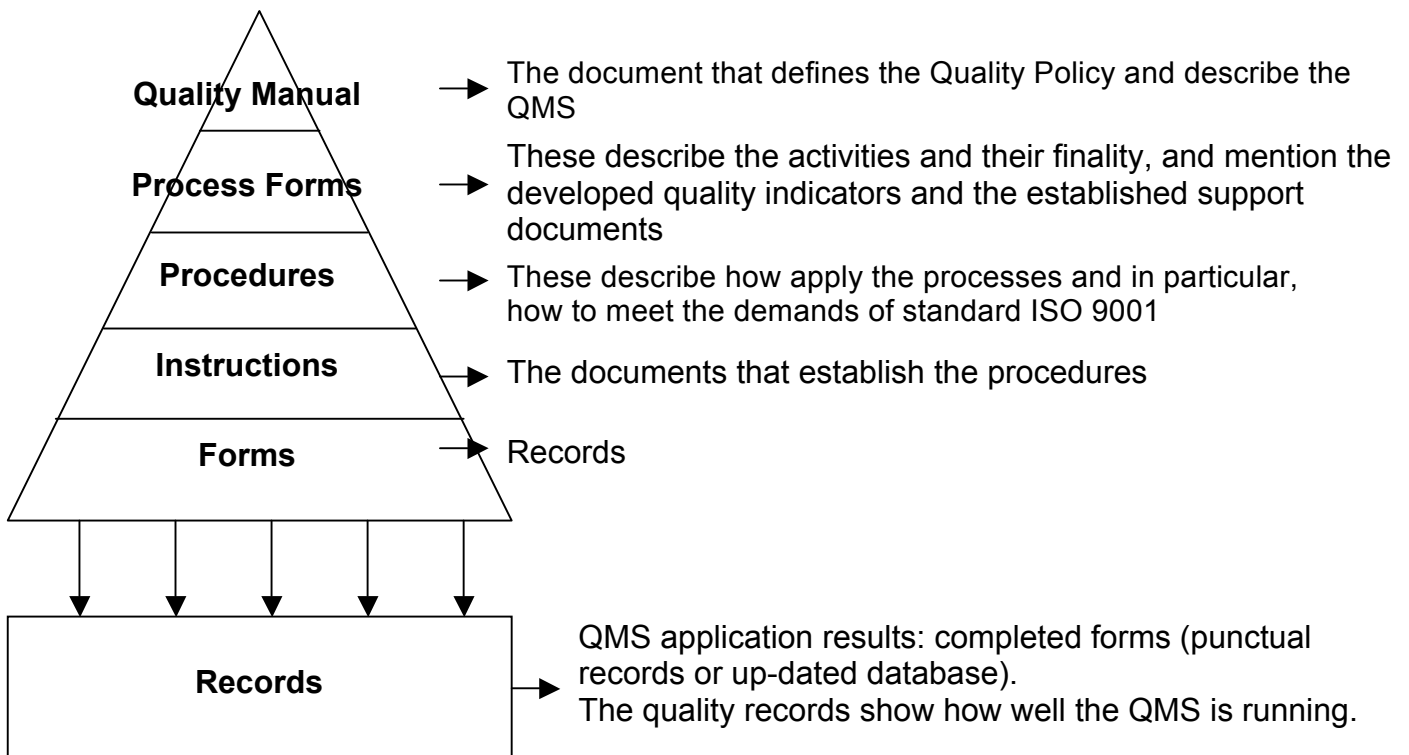 Quality Manual
The document that defines the Quality Policy and describe the
QMS
Process Forms
These describe the activities and their finality, and mention the
developed quality indicators and the established support
documents
Procedures
These describe how apply the processes and in particular,
how to meet the demands of standard ISO 9001
Instructions
The documents that establish the procedures
Forms
Records
Records
QMS application results: completed forms (punctual
records or up-dated database).
The quality records show how well the QMS is running.